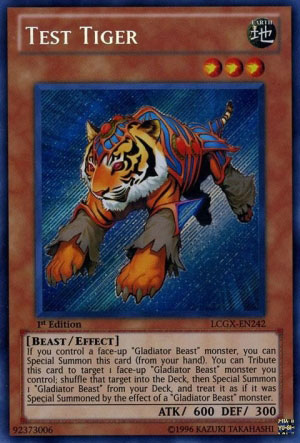 TEST TIGER
EARTH
地
1st Edition
LCGX-EN242
[BEAST / EFFECT]
If you control a face-up "Gladiator Beast" monster, you can
Special Summon this card (from your hand). You can Tribute
this card to target 1 face-up "Gladiator Beast" monster you
control; shuffle that target into the Deck, then Special Summon
1 "Gladiator Beast" from your Deck, and treat it as if it was
Special Summoned by the effect of a "Gladiator Beast" monster.
ATK/ 600 DEF/ 300
92373006
©1996 KAZUKI TAKAHASHI